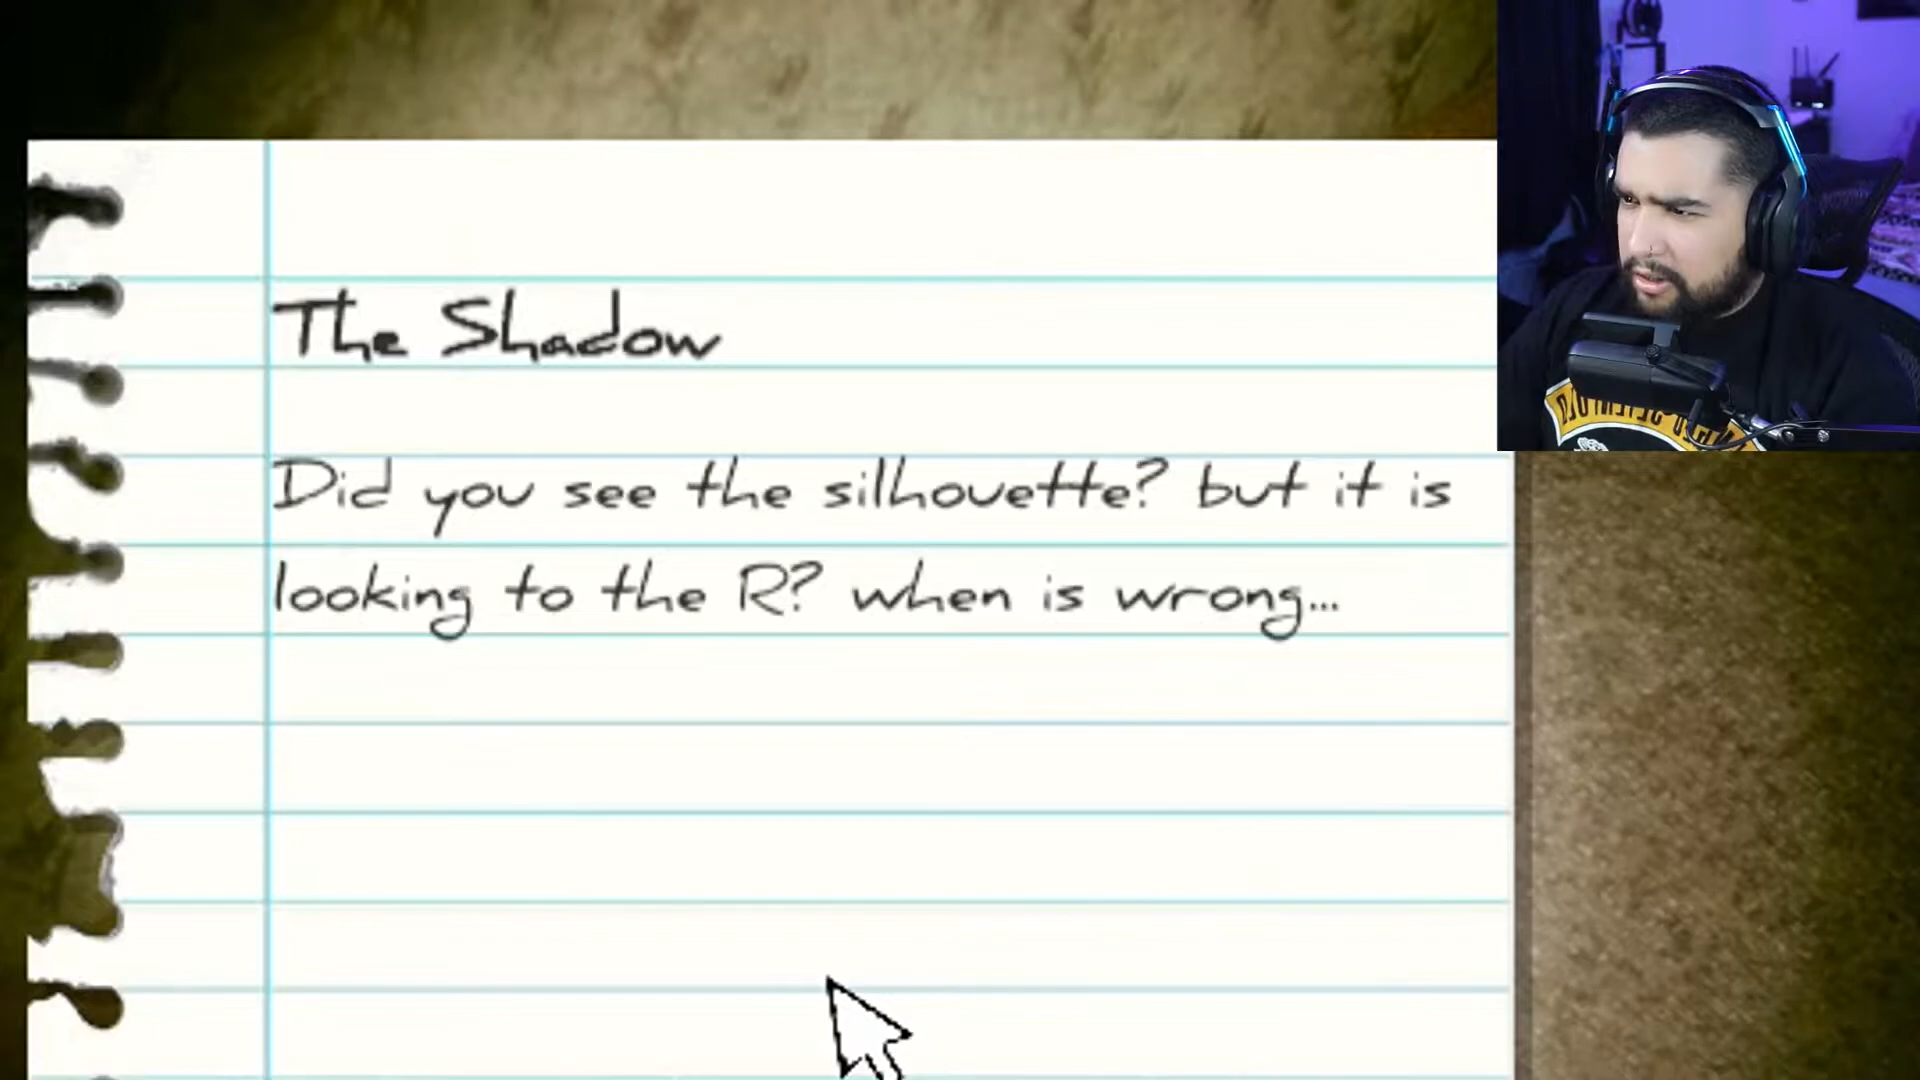 The Shadow
Did you see the silhouette? but it is
looking to the R? when is wrong...